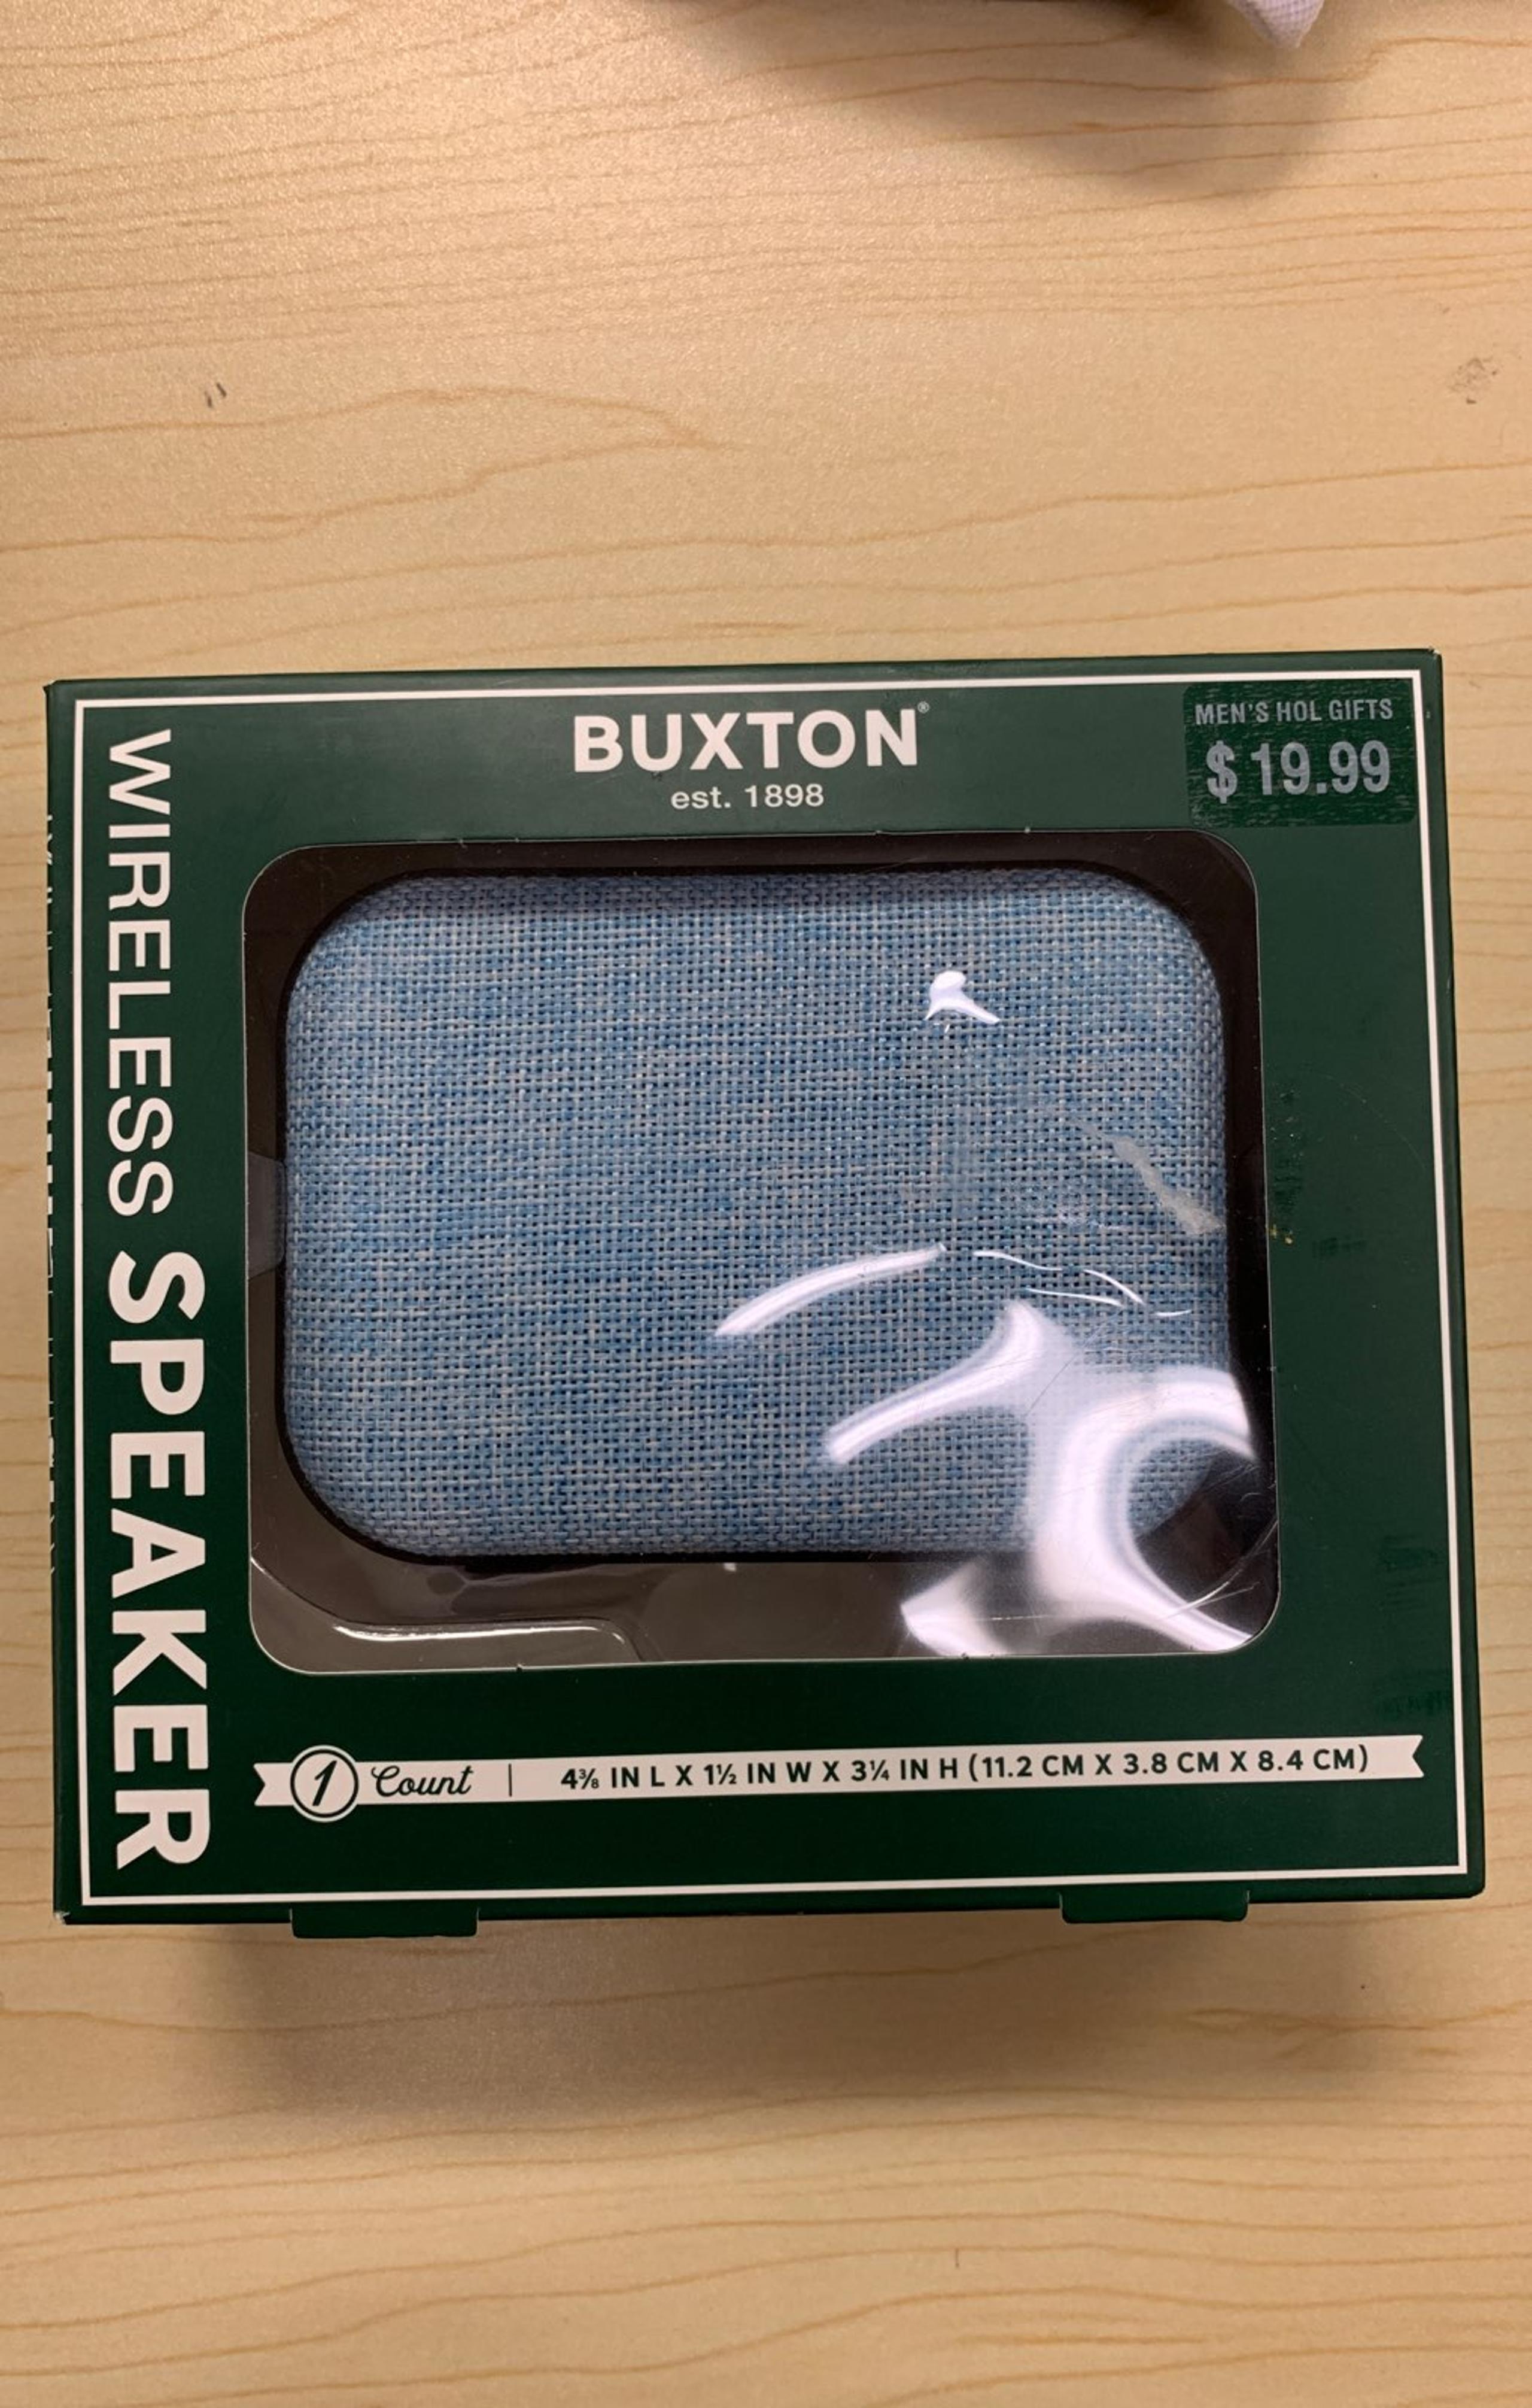 BUXTON®
est. 1898
MEN'S HOL GIFTS
$19.99
WIRELESS SPEAKER
1 Count | 4⅜ IN L X 1½ IN W X 3¼ IN H (11.2 CM X 3.8 CM X 8.4 CM)